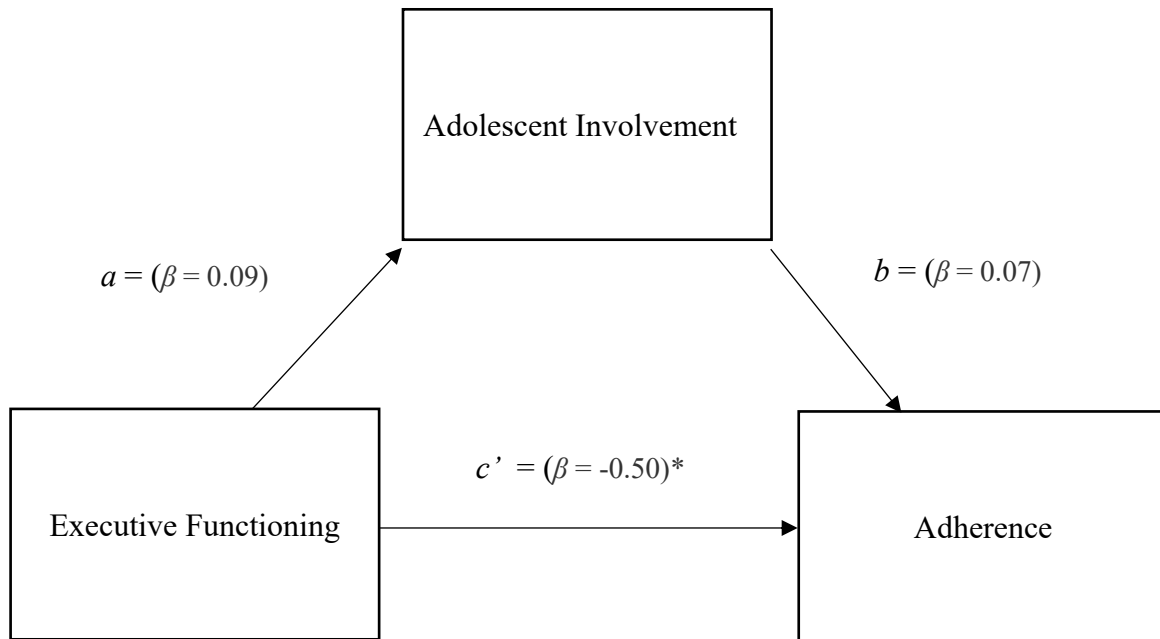 Adolescent Involvement
a = (β = 0.09)
b = (β = 0.07)
c’ = (β = -0.50)*
Executive Functioning
Adherence